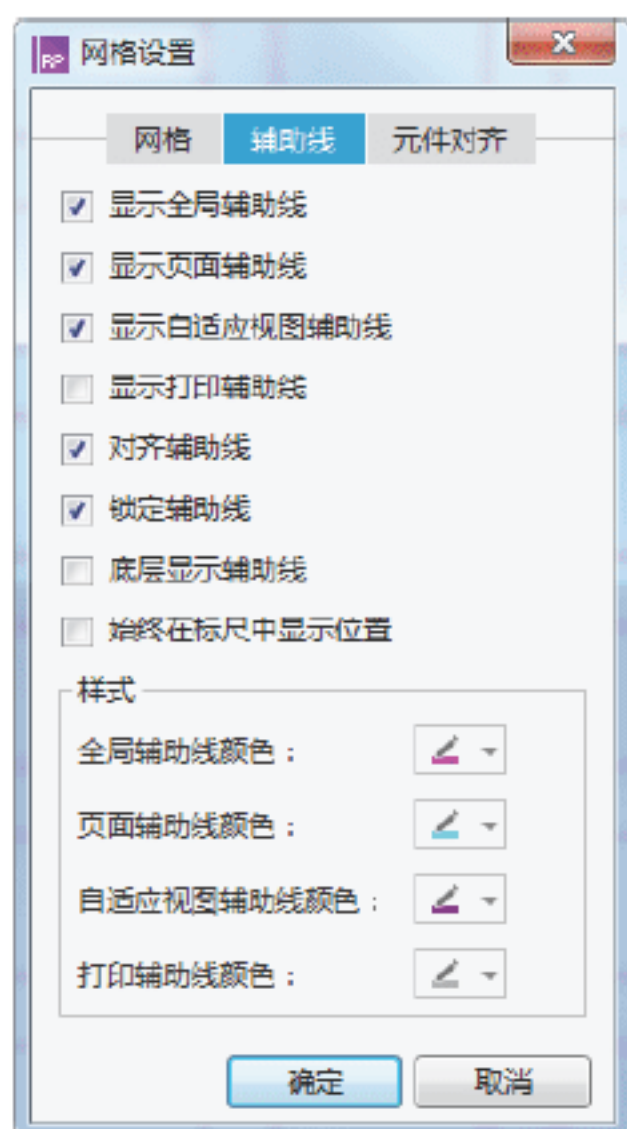 RP 网格设置
网格 辅助线 元件对齐
显示全局辅助线
显示页面辅助线
显示自适应视图辅助线
显示打印辅助线
对齐辅助线
锁定辅助线
底层显示辅助线
始终在标尺中显示位置
样式
全局辅助线颜色：
页面辅助线颜色：
自适应视图辅助线颜色：
打印辅助线颜色：
确定 取消